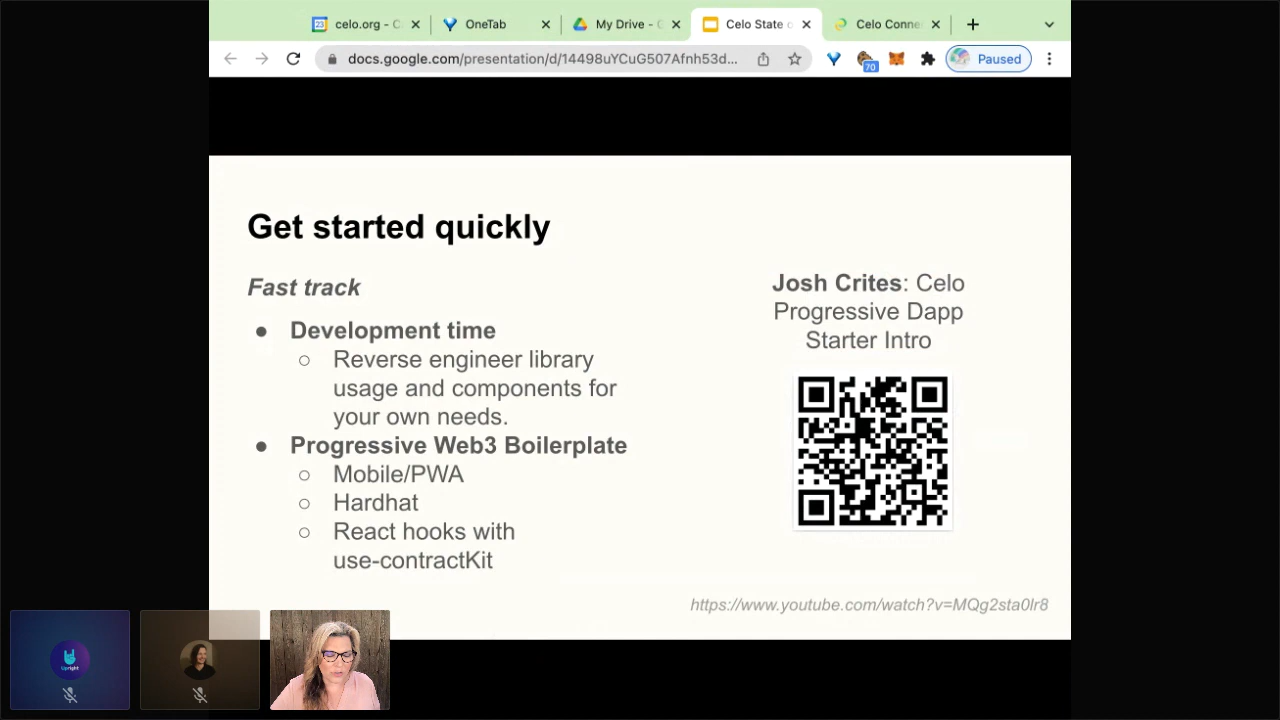 celo.org - C
OneTab
My Drive - G
Celo State o
Celo Conne
docs.google.com/presentation/d/14498uYCuG507Afnh53d...
70
Paused
Get started quickly
Fast track
● Development time
○ Reverse engineer library
usage and components for
your own needs.
● Progressive Web3 Boilerplate
○ Mobile/PWA
○ Hardhat
○ React hooks with
use-contractKit
Josh Crites: Celo
Progressive Dapp
Starter Intro
https://www.youtube.com/watch?v=MQg2sta0lr8
Upright